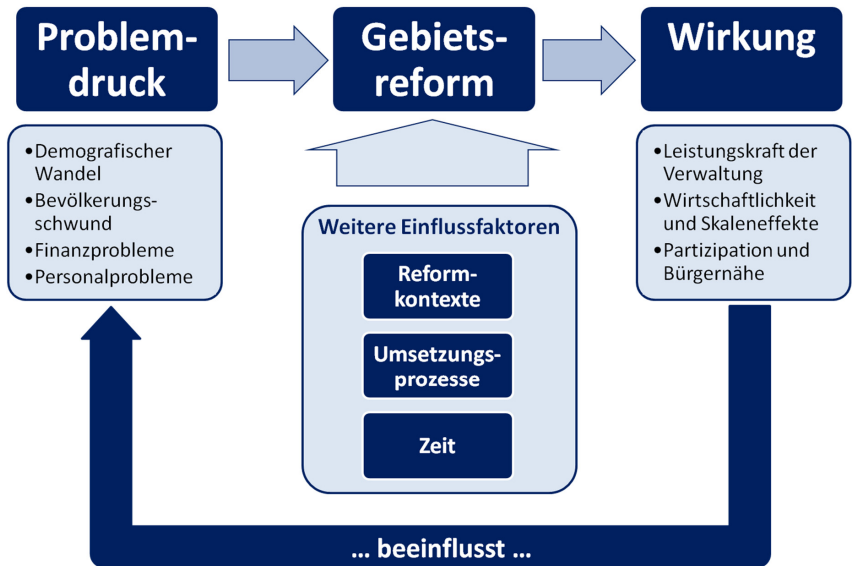 Problem-
druck
Gebiets-
reform
Wirkung
•Demografischer
Wandel
•Bevölkerungs-
schwund
•Finanzprobleme
•Personalprobleme
Weitere Einflussfaktoren
Reform-
kontexte
Umsetzungs-
prozesse
Zeit
•Leistungskraft der
Verwaltung
•Wirtschaftlichkeit
und Skaleneffekte
•Partizipation und
Bürgernähe
... beeinflusst ...